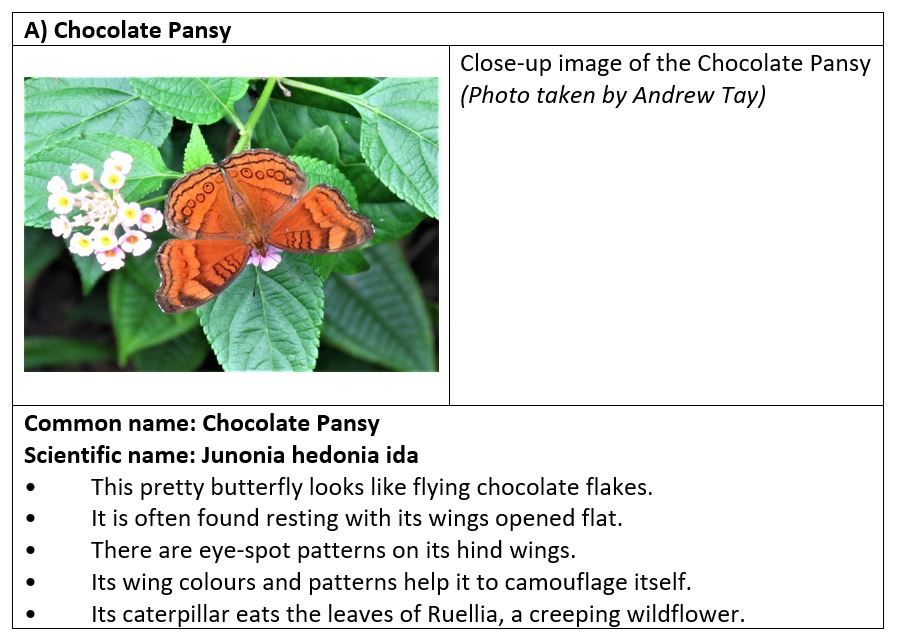 A) Chocolate Pansy
Close-up image of the Chocolate Pansy
(Photo taken by Andrew Tay)
Common name: Chocolate Pansy
Scientific name: Junonia hedonia ida
• This pretty butterfly looks like flying chocolate flakes.
• It is often found resting with its wings opened flat.
• There are eye-spot patterns on its hind wings.
• Its wing colours and patterns help it to camouflage itself.
• Its caterpillar eats the leaves of Ruellia, a creeping wildflower.